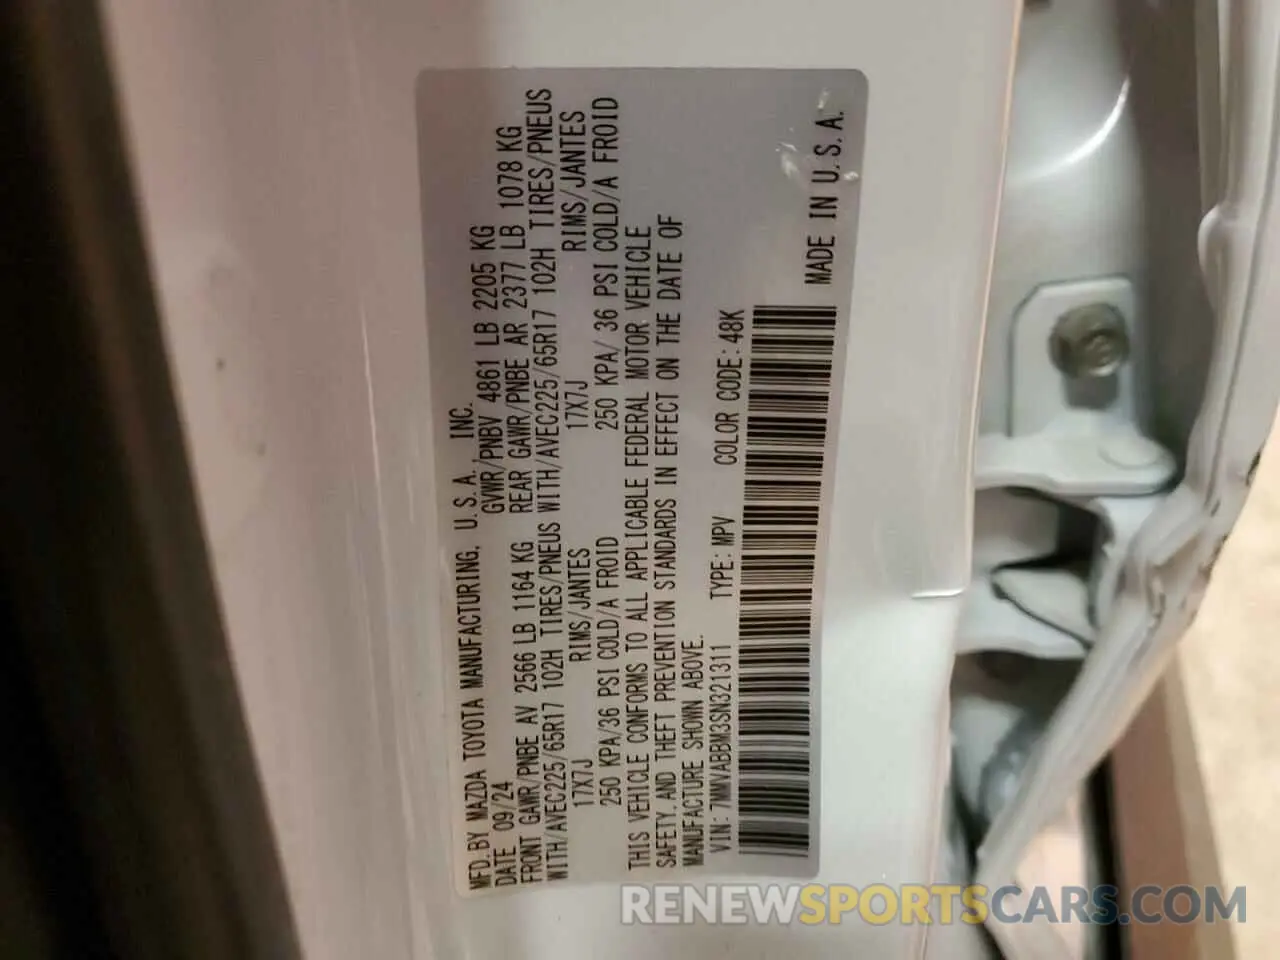 MFD. BY MAZDA TOYOTA MANUFACTURING, U.S.A., INC.
DATE 09/24 GVWR/PNBV 4861 LB 2205 KG
FRONT GAWR/PNBE AV 2566 LB 1164 KG REAR GAWR/PNBE AR 2377 LB 1078 KG
WITH/AVEC225/65R17 102H TIRES/PNEUS WITH/AVEC225/65R17 102H TIRES/PNEUS
17X7J RIMS/JANTES 17X7J RIMS/JANTES
250 KPA/36 PSI COLD/A FROID 250 KPA/ 36 PSI COLD/A FROID
THIS VEHICLE CONFORMS TO ALL APPLICABLE FEDERAL MOTOR VEHICLE
SAFETY, AND THEFT PREVENTION STANDARDS IN EFFECT ON THE DATE OF
MANUFACTURE SHOWN ABOVE.
VIN: 7MMVABBM3SN321311 TYPE: MPV COLOR CODE: 48K
MADE IN U.S.A.
RENEWSPORTSCARS.COM